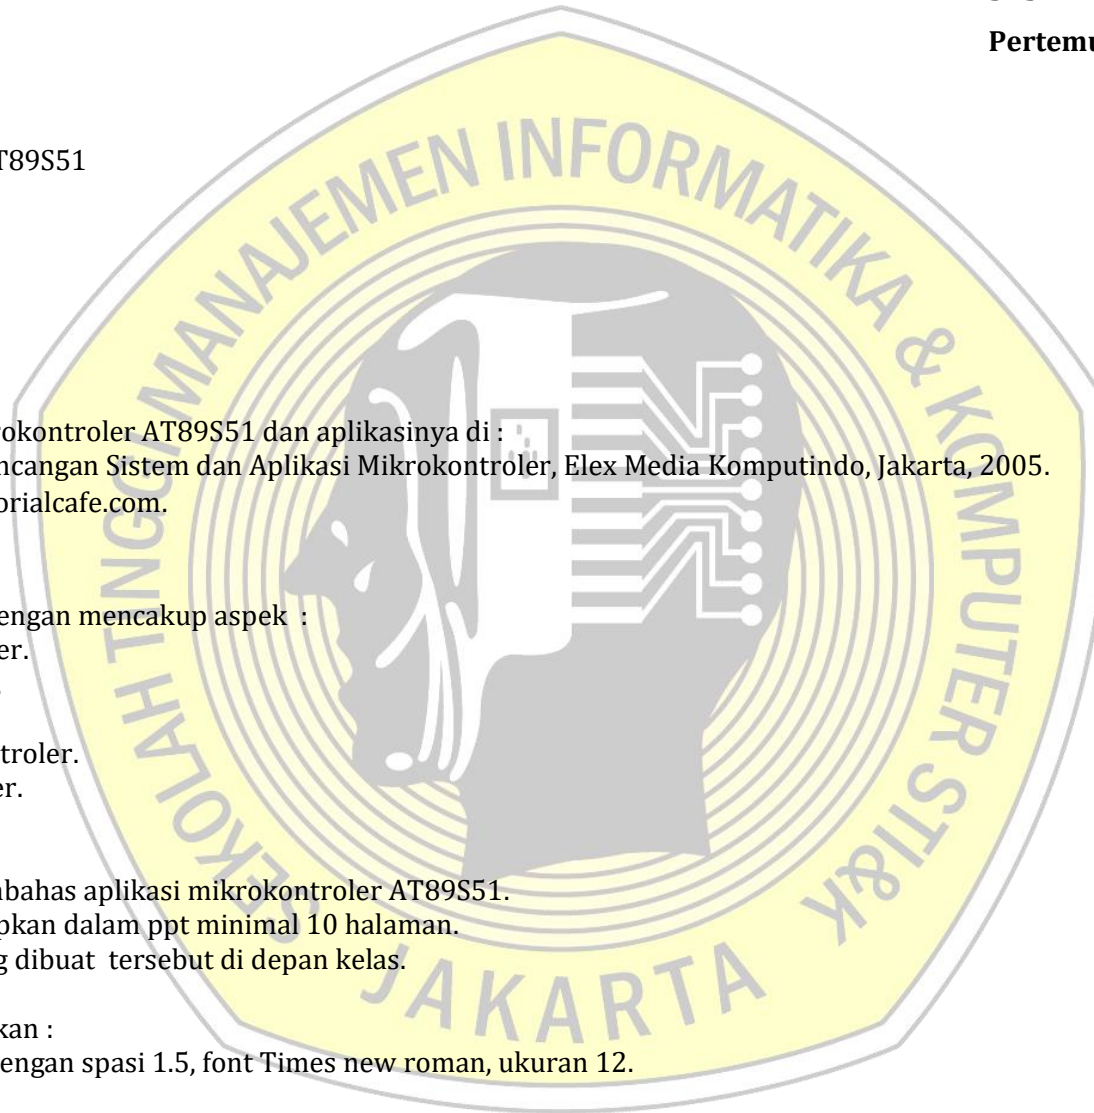 Pertemu
T89S51
rokontroler AT89S51 dan aplikasinya di :
ncangan Sistem dan Aplikasi Mikrokontroler, Elex Media Komputindo, Jakarta, 2005.
orialcafe.com.
engan mencakup aspek :
er.
.
troler.
er.
nbahas aplikasi mikrokontroler AT89S51.
pkan dalam ppt minimal 10 halaman.
g dibuat tersebut di depan kelas.
kan :
engan spasi 1.5, font Times new roman, ukuran 12.
SEKOLAH TINGGI MANAJEMEN INFORMATIKA & KOMPUTER STI&K
JAKARTA